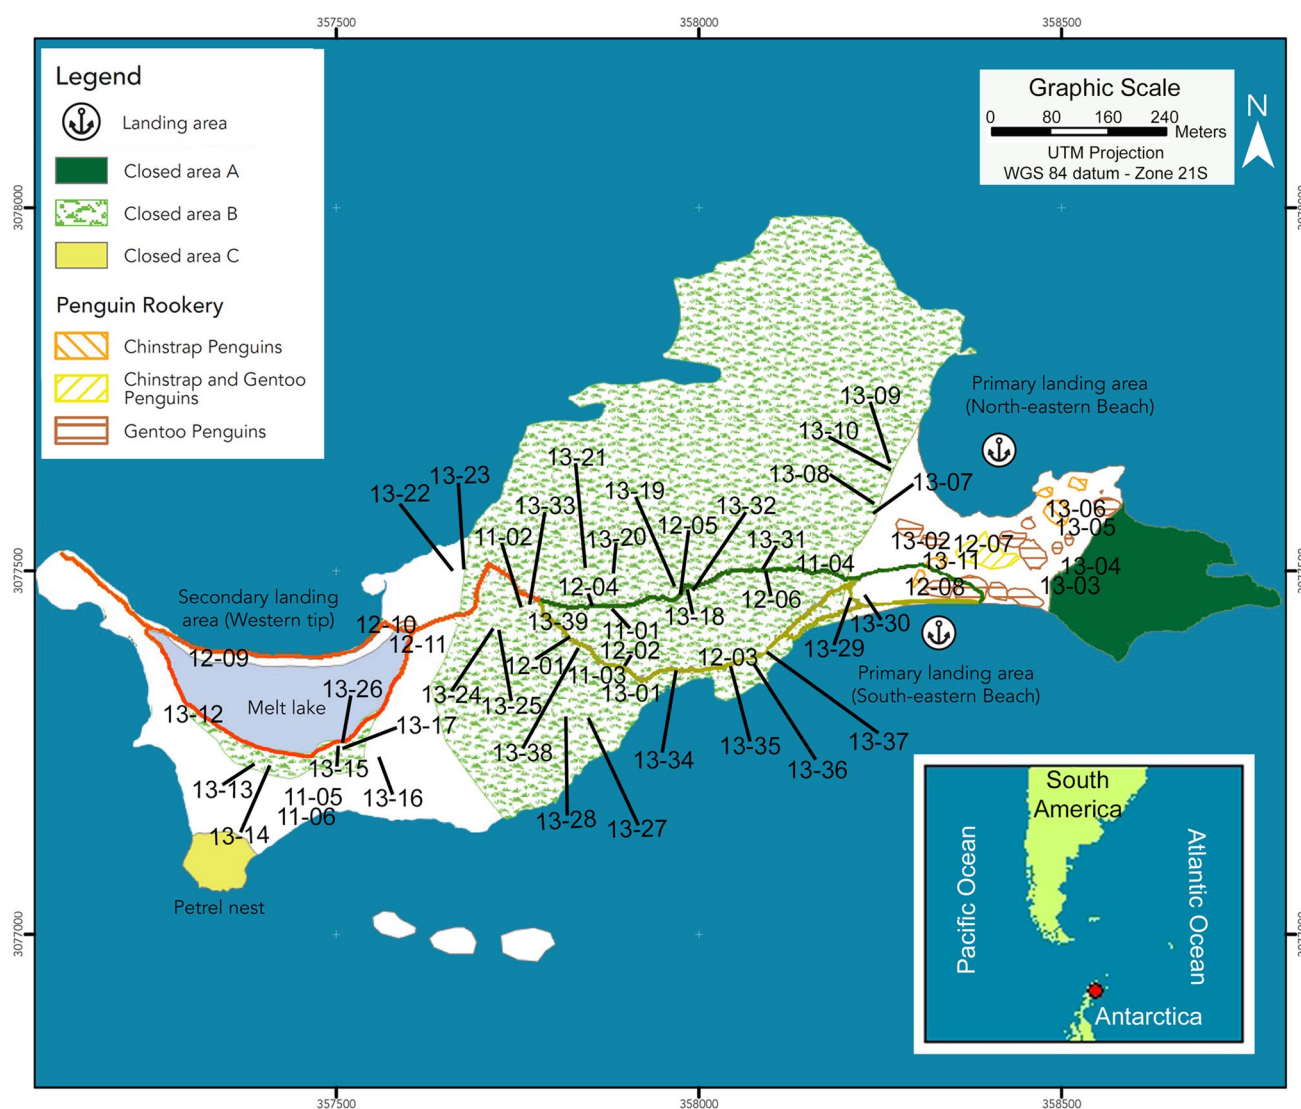 357500
358000
358500
Legend
Landing area
Closed area A
Closed area B
Closed area C
Penguin Rookery
Chinstrap Penguins
Chinstrap and Gentoo
Penguins
Gentoo Penguins
Graphic Scale
0 80 160 240
Meters
UTM Projection
WGS 84 datum - Zone 21S
N
3078000
3077500
3077000
Primary landing area
(North-eastern Beach)
13-09
13-10
13-08
13-07
13-21
13-23
13-22
13-19
13-33
13-32
11-02
12-05
13-20
13-31
11-04
13-06
13-05
13-02
12-07
13-11
13-04
13-03
12-08
12-04
12-06
13-18
13-39
11-01
13-30
13-29
Secondary landing
area (Western tip)
12-10
12-11
12-09
12-01
12-02
12-03
11-03
13-01
Primary landing area
(South-eastern Beach)
13-24
13-25
13-26
Melt lake
13-12
13-17
13-38
13-34
13-35
13-37
13-36
13-15
13-13
13-16
11-05
11-06
13-14
13-28
13-27
Petrel nest
South
America
Pacific Ocean
Atlantic Ocean
Antarctica
357500
358000
358500